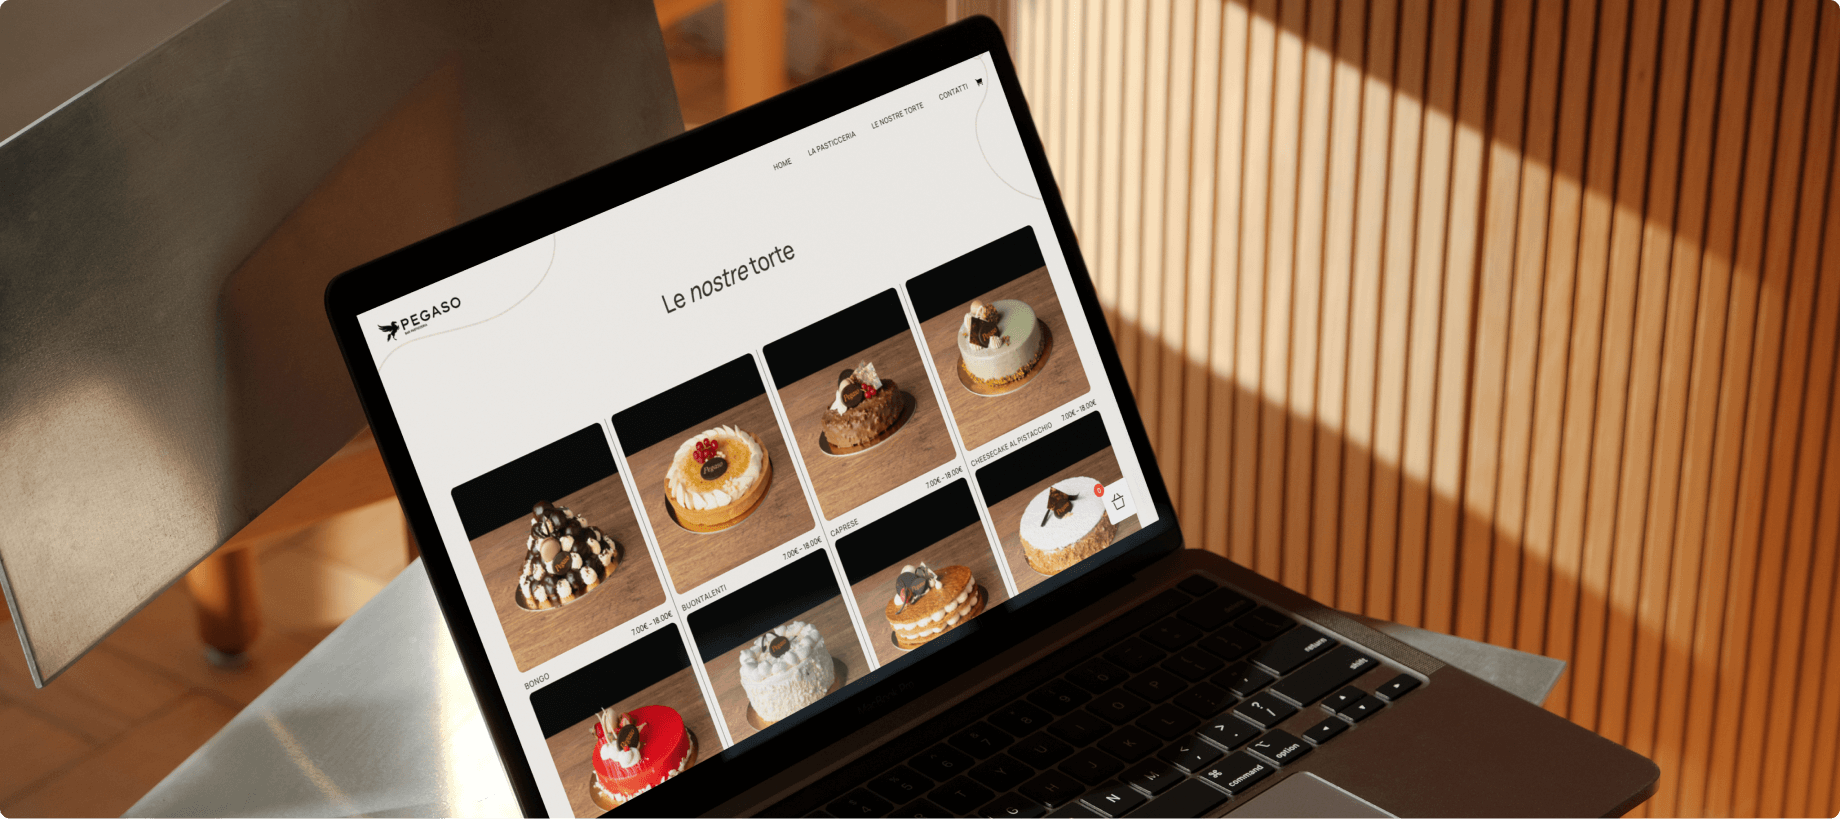 HOME
LA PASTICCERIA
LE NOSTRE TORTE
CONTATTI
PEGASO
Le nostre torte
BONGO
7.00€ – 18.00€
BUONTALENTI
7.00€ – 18.00€
CAPRESE
7.00€ – 18.00€
CHEESECAKE AL PISTACCHIO
7.00€ – 18.00€
0
Pegaso
return
shift
option
command
? /
> .
< ,
M
N